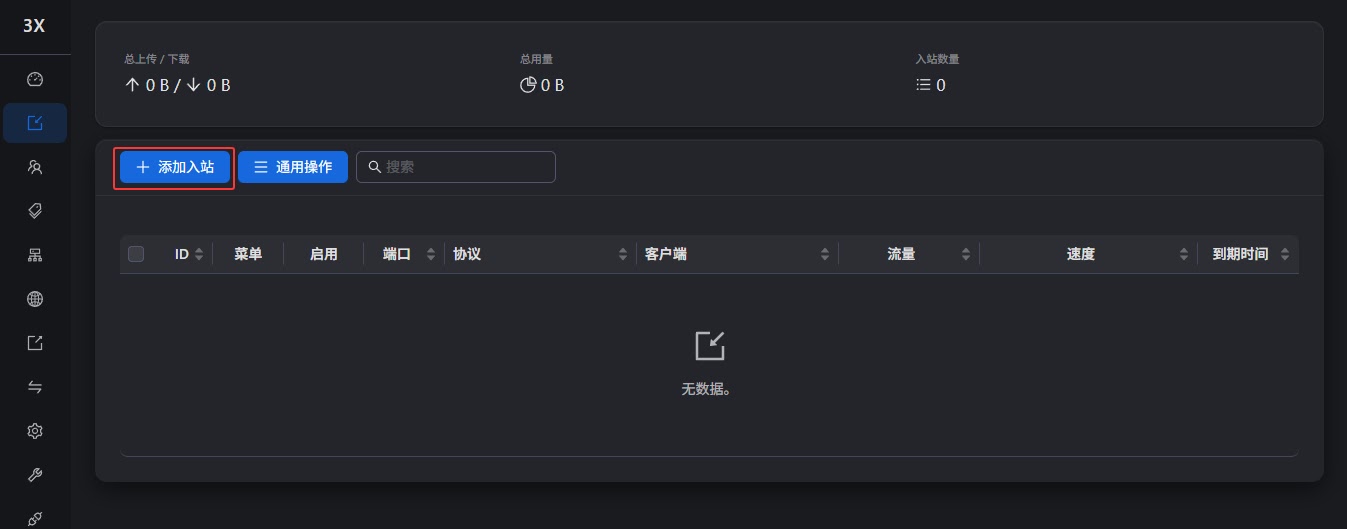 3X
总上传 / 下载
总用量
入站数量
0 B / 0 B
0 B
0
添加入站
通用操作
搜索
ID 菜单 启用 端口 协议 客户端 流量 速度 到期时间
无数据。